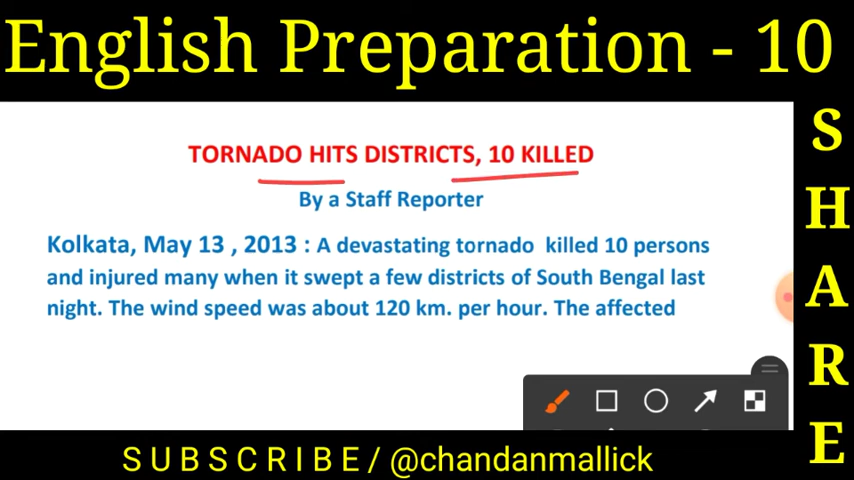 English Preparation - 10
TORNADO HITS DISTRICTS, 10 KILLED
By a Staff Reporter
Kolkata, May 13 , 2013 : A devastating tornado killed 10 persons
and injured many when it swept a few districts of South Bengal last
night. The wind speed was about 120 km. per hour. The affected
SHARE
SUBSCRIBE/ @chandanmallick